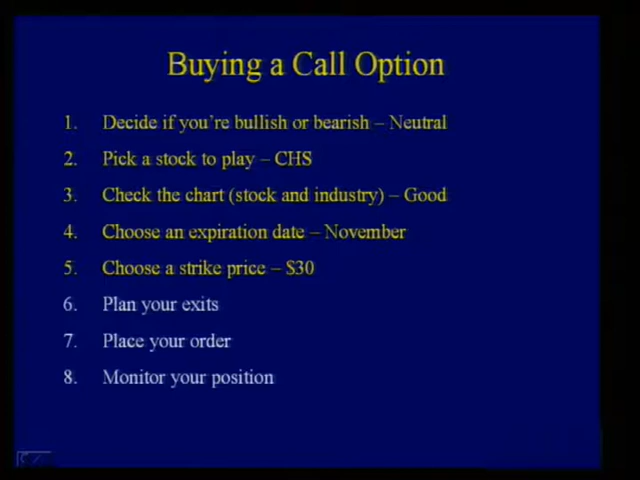 Buying a Call Option
1. Decide if you're bullish or bearish – Neutral
2. Pick a stock to play – CHS
3. Check the chart (stock and industry) – Good
4. Choose an expiration date – November
5. Choose a strike price – $30
6. Plan your exits
7. Place your order
8. Monitor your position